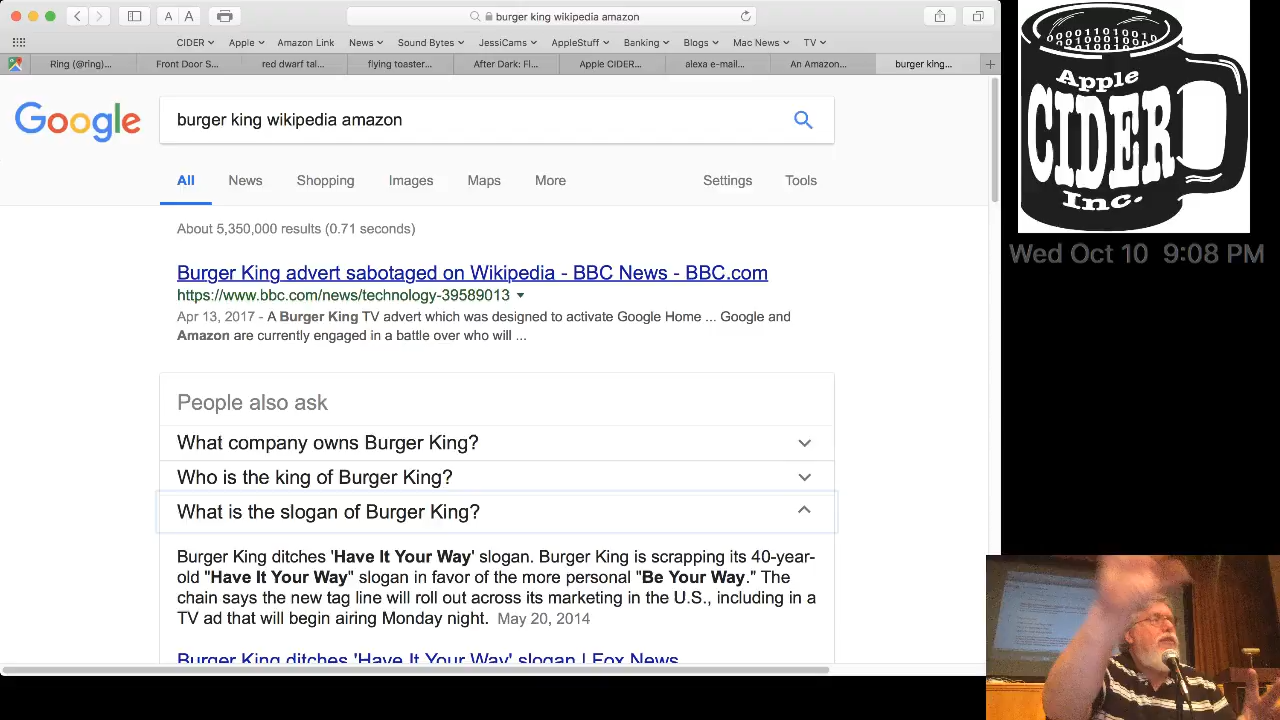 burger king wikipedia amazon
A A
CIDER Apple Amazon Link News Sound Bytes JessiCams AppleStuff Banking Blogs Mac News TV
Ring (@ring)... Front Door S... red dwarf tal... flying toaster... After Dark: Fl... Apple CIDER... alexa e-mail... An Amazon... burger king...
Google
burger king wikipedia amazon
All News Shopping Images Maps More Settings Tools
About 5,350,000 results (0.71 seconds)
Burger King advert sabotaged on Wikipedia - BBC News - BBC.com
https://www.bbc.com/news/technology-39589013
Apr 13, 2017 - A Burger King TV advert which was designed to activate Google Home ... Google and
Amazon are currently engaged in a battle over who will ...
People also ask
What company owns Burger King?
Who is the king of Burger King?
What is the slogan of Burger King?
Burger King ditches 'Have It Your Way' slogan. Burger King is scrapping its 40-year-
old "Have It Your Way" slogan in favor of the more personal "Be Your Way." The
chain says the new tag line will roll out across its marketing in the U.S., including in a
TV ad that will begin airing Monday night. May 20, 2014
Burger King ditches 'Have It Your Way' slogan | Fox News
Apple
CIDER
Inc.
Wed Oct 10 9:08 PM